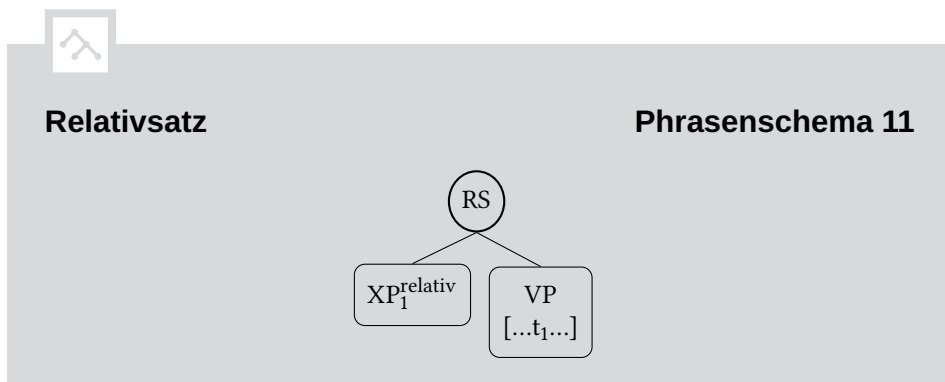 Relativsatz Phrasenschema 11
RS
XP₁^relativ VP
[...t₁...]